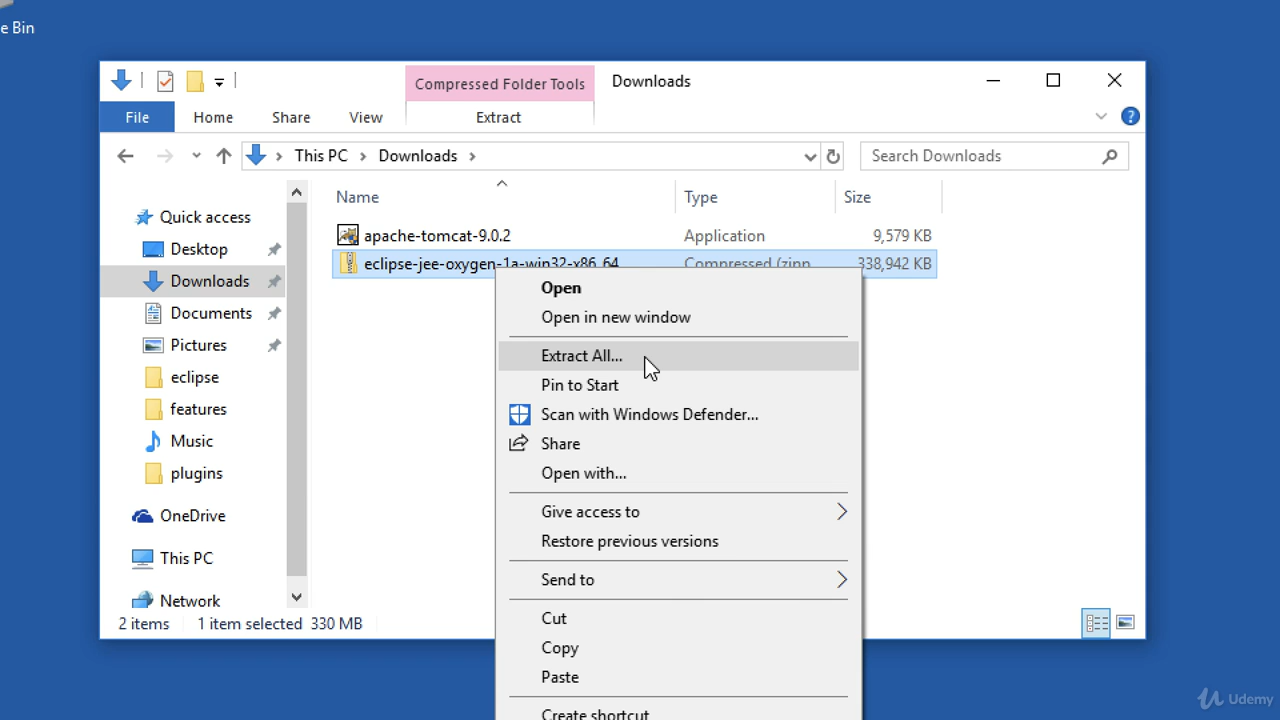 e Bin
Compressed Folder Tools
Downloads
File
Home
Share
View
Extract
This PC
Downloads
Search Downloads
Name
Type
Size
Quick access
Desktop
Downloads
Documents
Pictures
eclipse
features
Music
plugins
OneDrive
This PC
Network
apache-tomcat-9.0.2 Application 9,579 KB
eclipse-jee-oxygen-1a-win32-x86_64 Compressed (zipp 338,942 KB
Open
Open in new window
Extract All...
Pin to Start
Scan with Windows Defender...
Share
Open with...
Give access to
Restore previous versions
Send to
Cut
Copy
Paste
Create shortcut
2 items 1 item selected 330 MB
Udemy